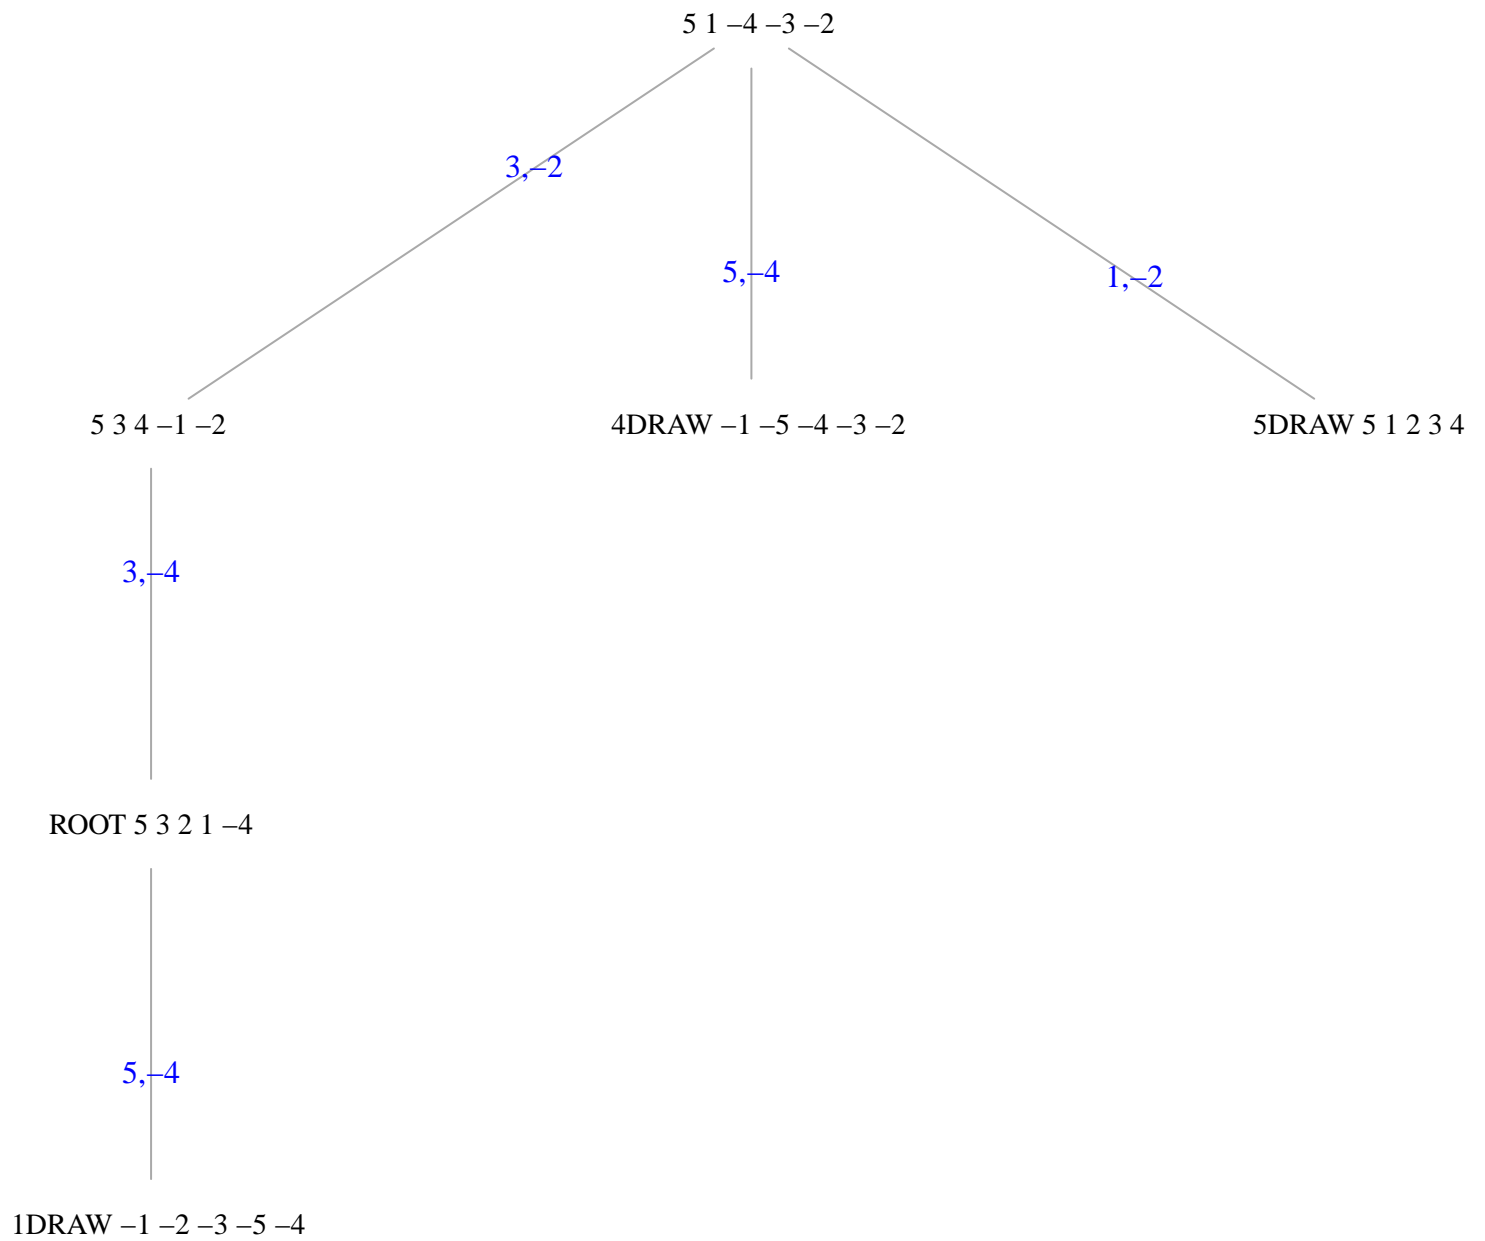 5 1 –4 –3 –2
3,–2
5,–4
1,–2
5 3 4 –1 –2
4DRAW –1 –5 –4 –3 –2
5DRAW 5 1 2 3 4
3,–4
ROOT 5 3 2 1 –4
5,–4
1DRAW –1 –2 –3 –5 –4